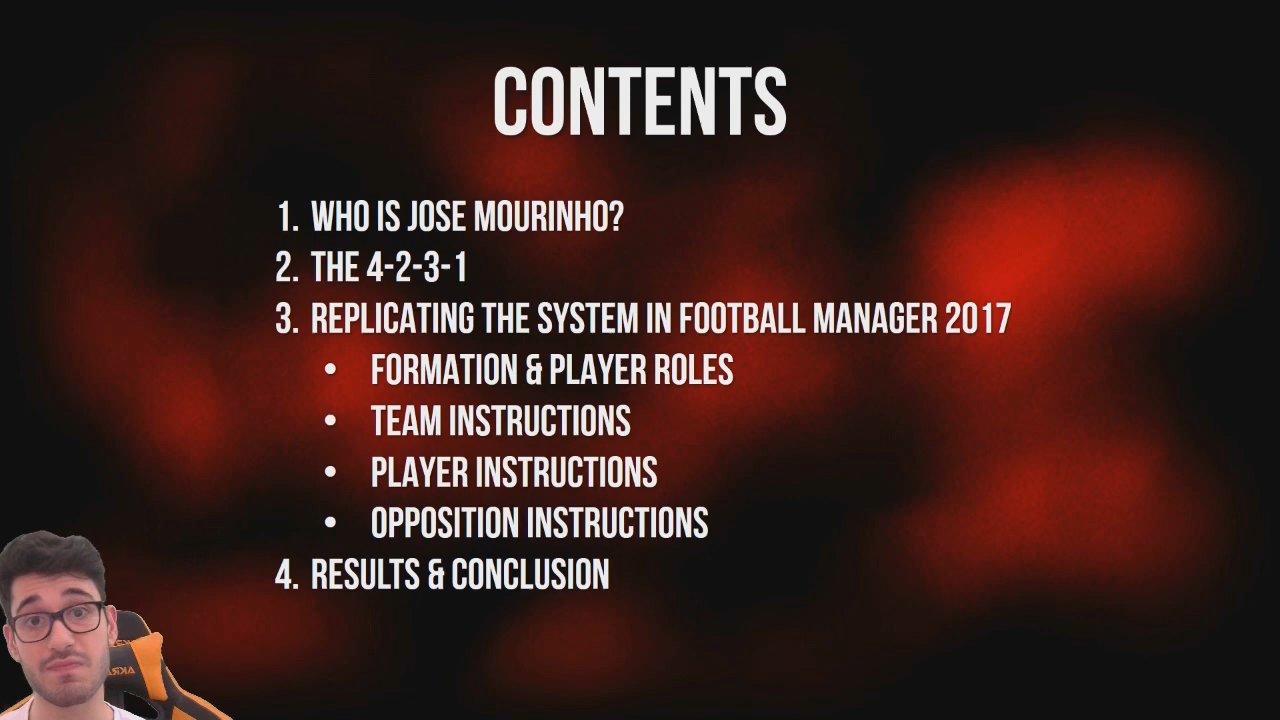 CONTENTS
1. WHO IS JOSE MOURINHO?
2. THE 4-2-3-1
3. REPLICATING THE SYSTEM IN FOOTBALL MANAGER 2017
• FORMATION & PLAYER ROLES
• TEAM INSTRUCTIONS
• PLAYER INSTRUCTIONS
• OPPOSITION INSTRUCTIONS
4. RESULTS & CONCLUSION